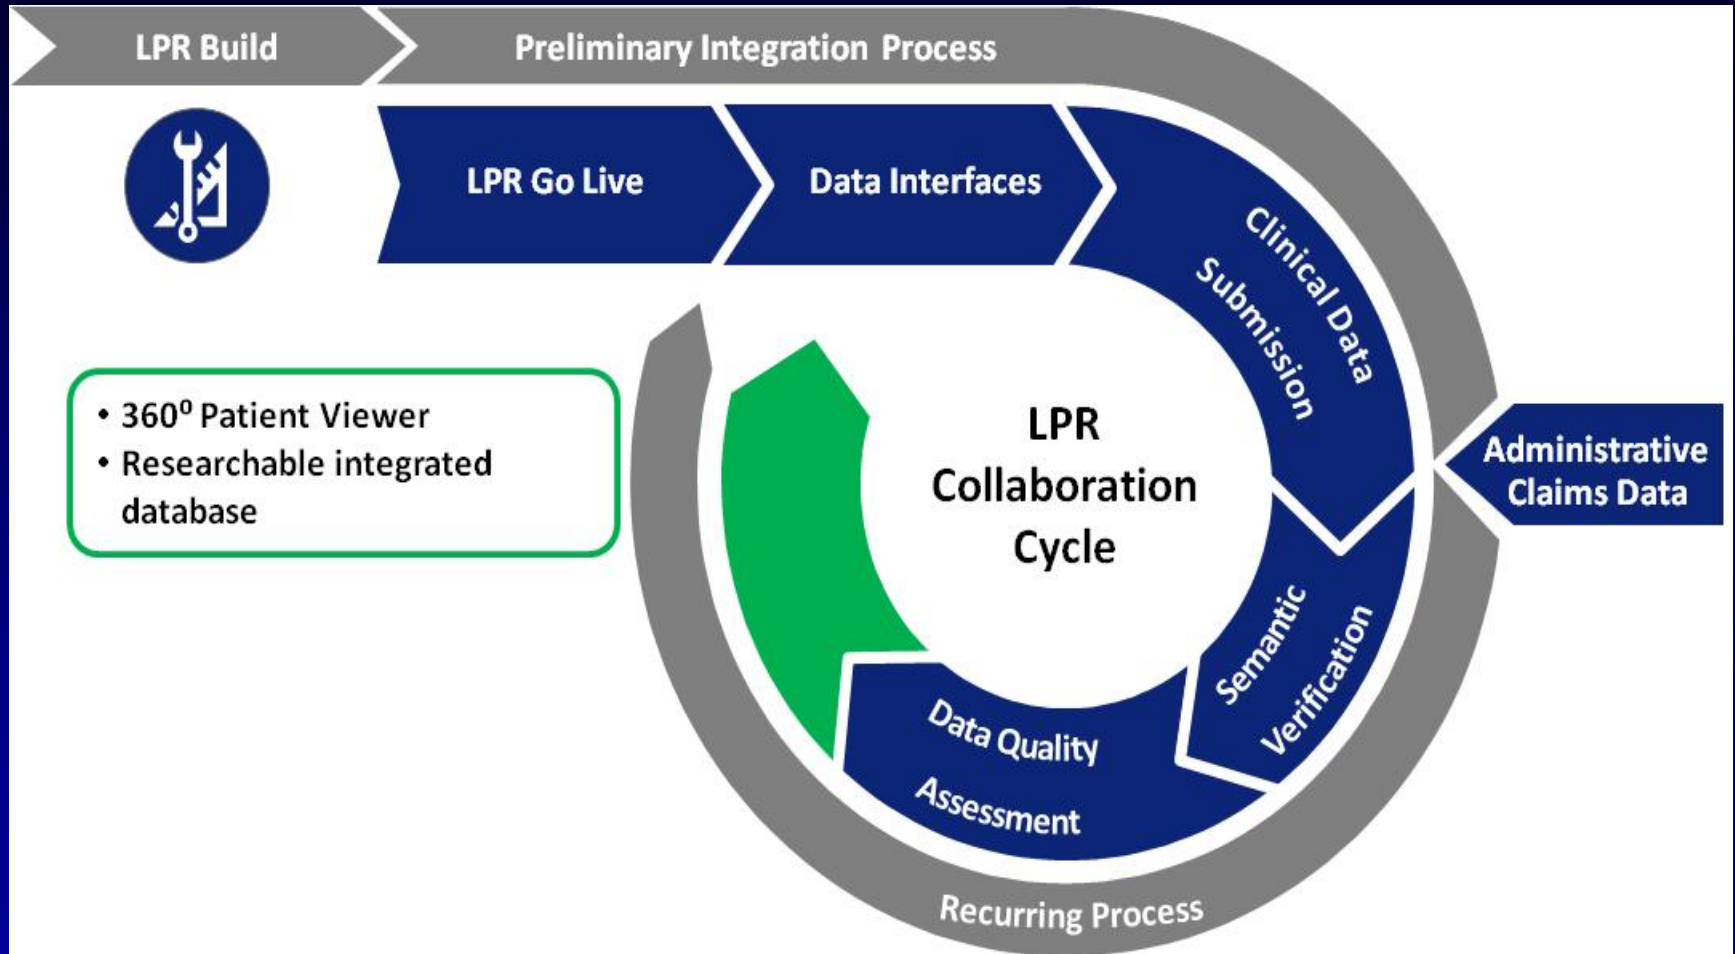 LPR Build
Preliminary Integration Process
LPR Go Live
Data Interfaces
Clinical Data
Submission
• 360⁰ Patient Viewer
• Researchable integrated
database
LPR
Collaboration
Cycle
Administrative
Claims Data
Semantic
Verification
Data Quality
Assessment
Recurring Process